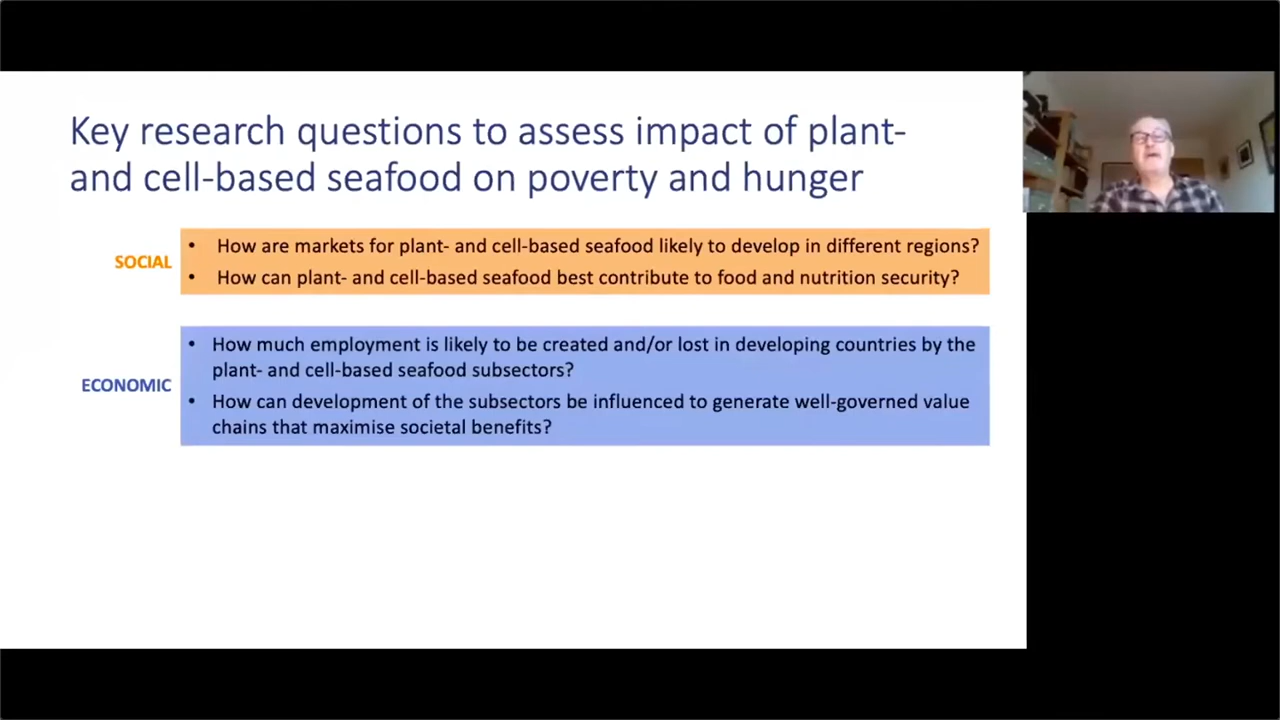 Key research questions to assess impact of plant-
and cell-based seafood on poverty and hunger
SOCIAL
• How are markets for plant- and cell-based seafood likely to develop in different regions?
• How can plant- and cell-based seafood best contribute to food and nutrition security?
ECONOMIC
• How much employment is likely to be created and/or lost in developing countries by the
plant- and cell-based seafood subsectors?
• How can development of the subsectors be influenced to generate well-governed value
chains that maximise societal benefits?